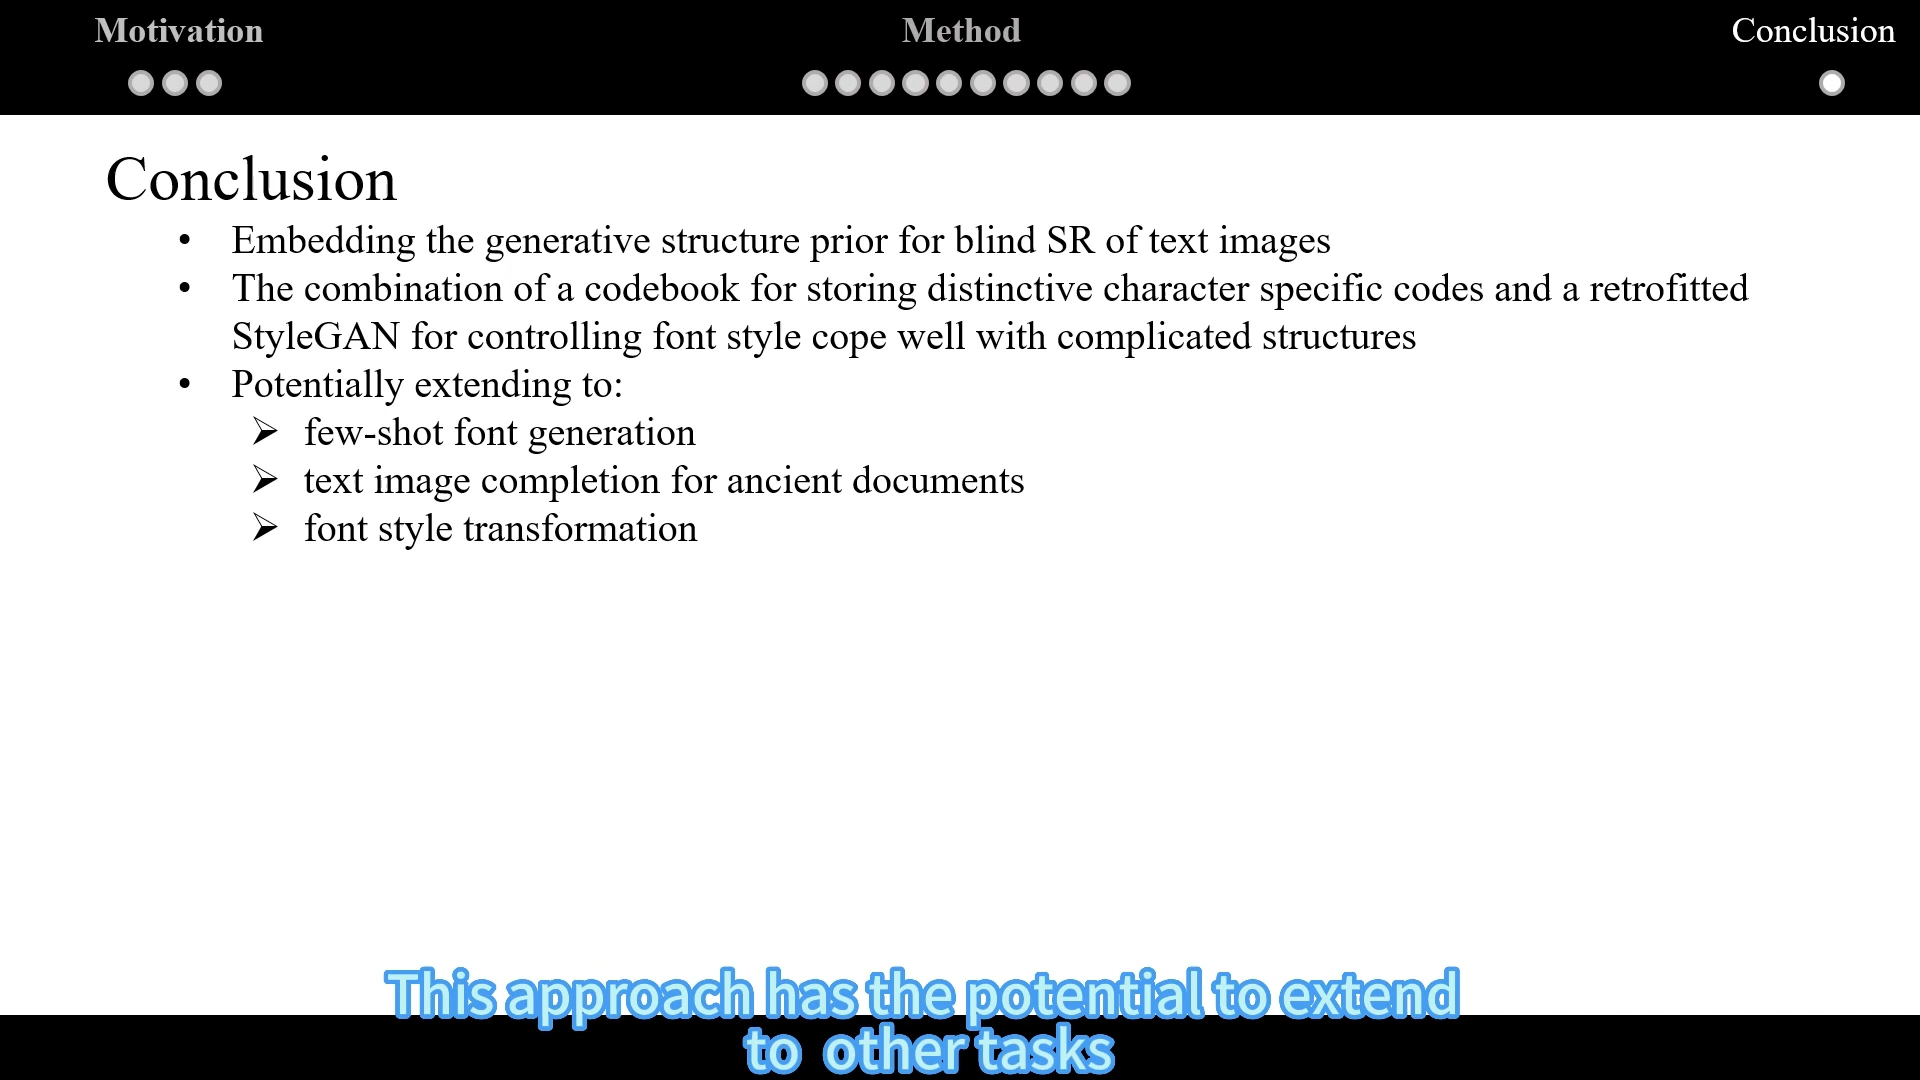 Motivation Method Conclusion
Conclusion
• Embedding the generative structure prior for blind SR of text images
• The combination of a codebook for storing distinctive character specific codes and a retrofitted
StyleGAN for controlling font style cope well with complicated structures
• Potentially extending to:
➢ few-shot font generation
➢ text image completion for ancient documents
➢ font style transformation
This approach has the potential to extend
to other tasks